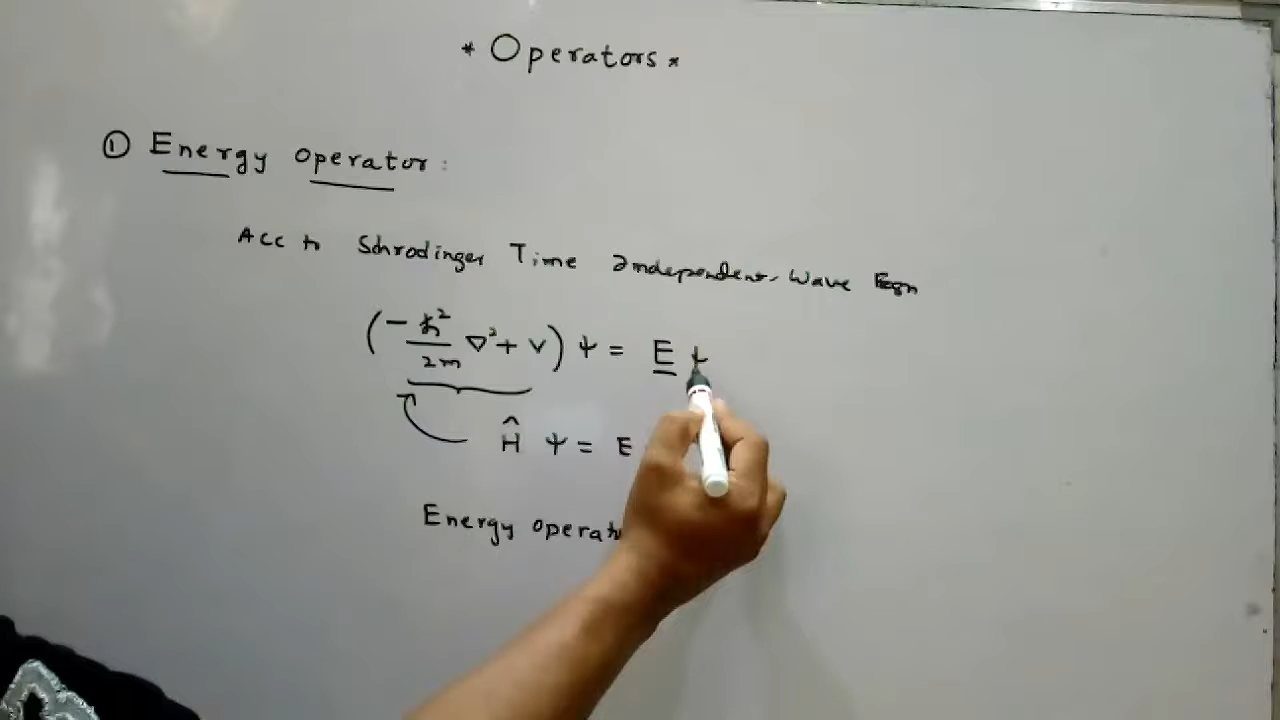 * Operators *
① Energy operator:
Acc to Schrodinger Time Independent Wave Eqn
(-ℏ²/2m ∇² + V) ψ = E ψ
Ĥ ψ = E
Energy operat